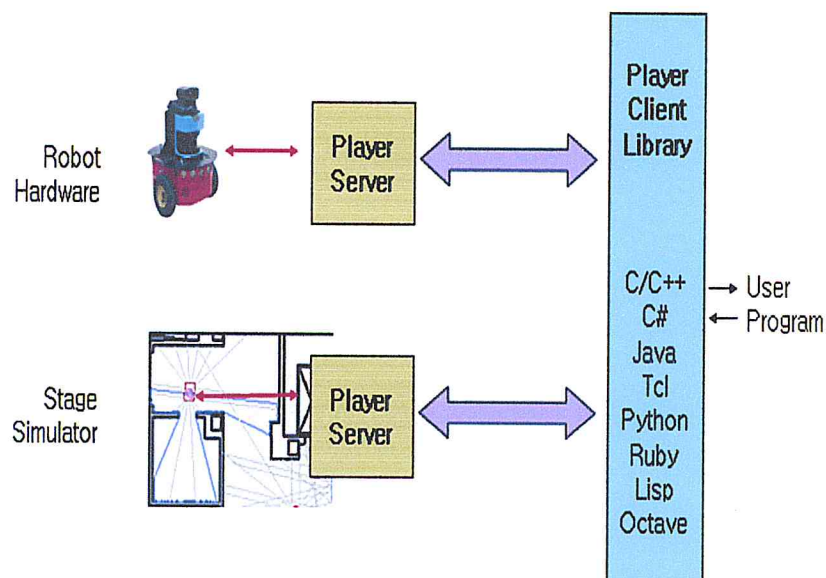 Robot
Hardware
Player
Server
Player
Client
Library
Stage
Simulator
Player
Server
C/C++
C#
Java
Tcl
Python
Ruby
Lisp
Octave
User
Program